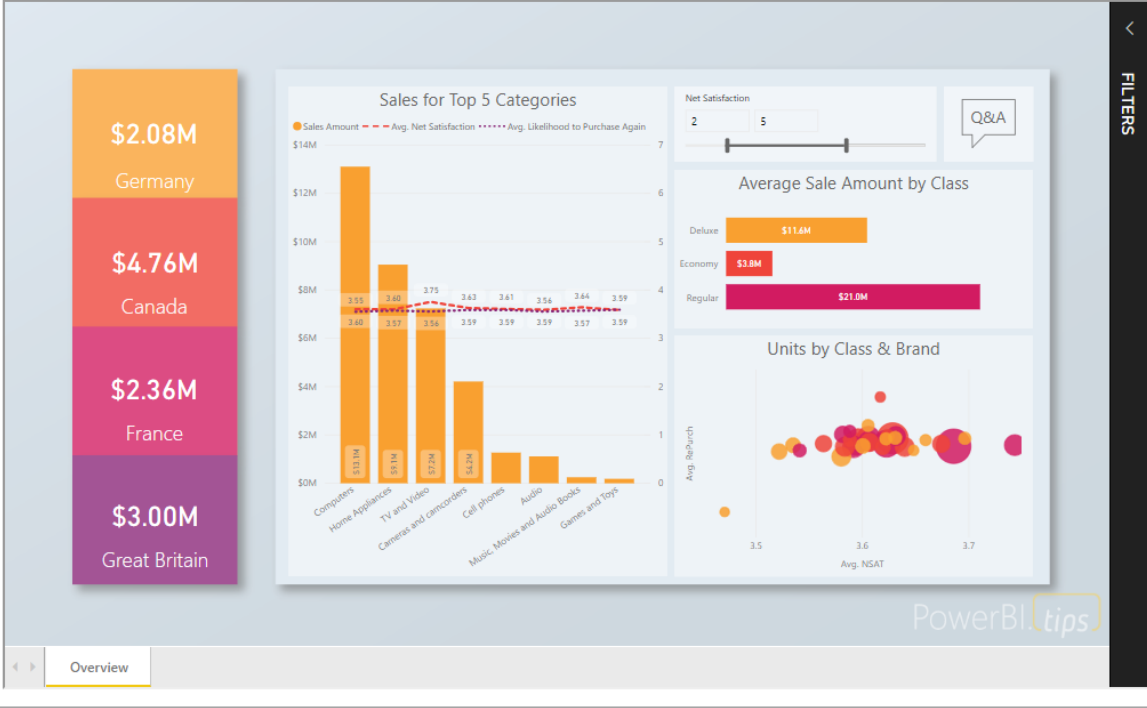 $2.08M
Germany
$4.76M
Canada
$2.36M
France
$3.00M
Great Britain
Sales for Top 5 Categories
Sales Amount Avg. Net Satisfaction Avg. Likelihood to Purchase Again
$14M
$12M
$10M
$8M
$6M
$4M
$2M
$0M
7
6
5
4
3
2
1
0
3.55 3.60 3.75 3.63 3.61 3.56 3.64 3.59
3.60 3.57 3.56 3.59 3.59 3.59 3.57 3.59
$13.1M $9.1M $7.2M $4.2M
Computers
Home Appliances
TV and Video
Cameras and camcorders
Cell phones
Audio
Music, Movies and Audio Books
Games and Toys
Net Satisfaction
2 5
Q&A
Average Sale Amount by Class
Deluxe $11.6M
Economy $3.8M
Regular $21.0M
Units by Class & Brand
Avg. RePurch
3.5 3.6 3.7
Avg. NSAT
PowerBI.tips
FILTERS
Overview